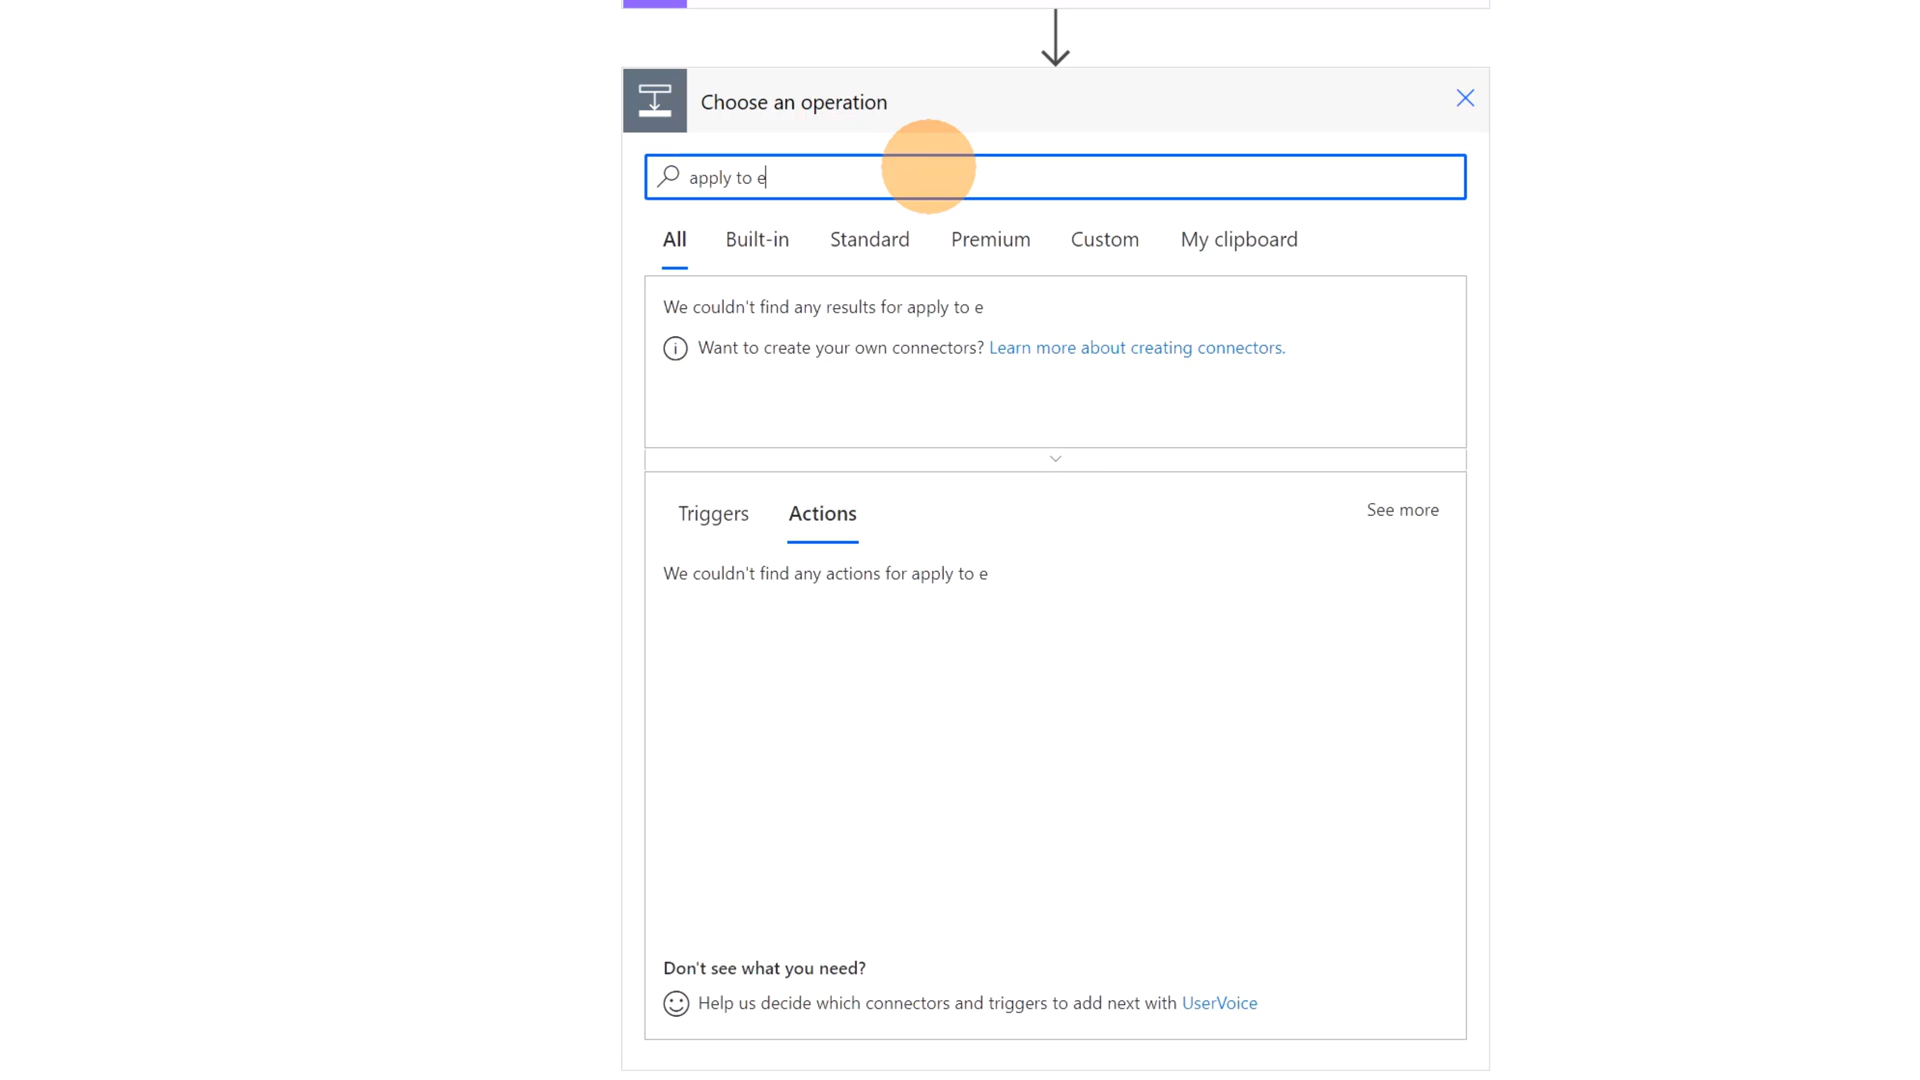 Choose an operation
apply to e
All Built-in Standard Premium Custom My clipboard
We couldn't find any results for apply to e
Want to create your own connectors? Learn more about creating connectors.
Triggers Actions See more
We couldn't find any actions for apply to e
Don't see what you need?
Help us decide which connectors and triggers to add next with UserVoice